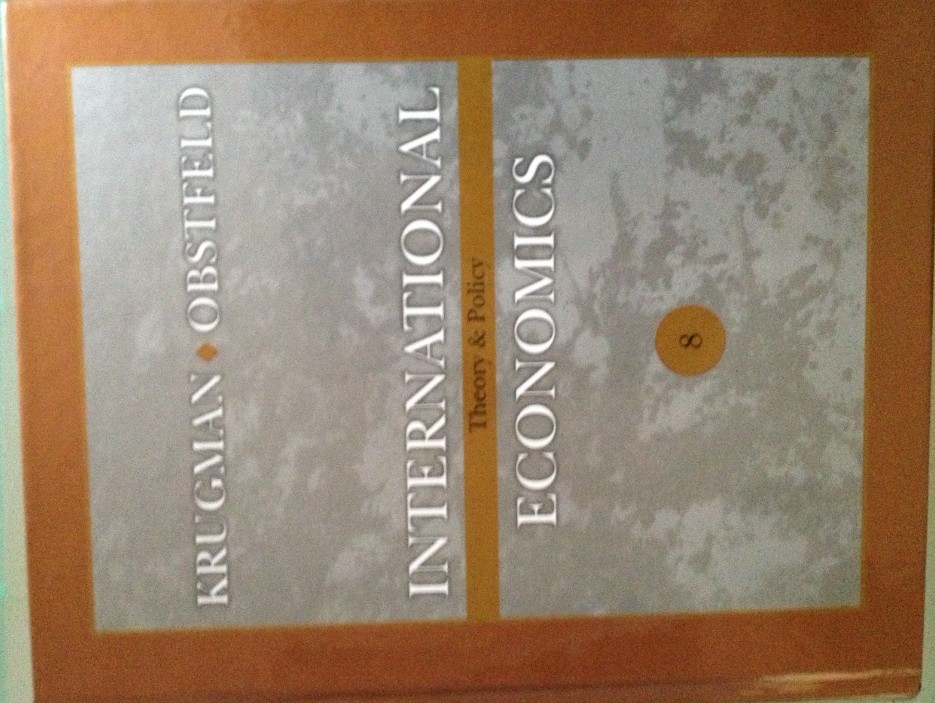 KRUGMAN ◆ OBSTFELD
INTERNATIONAL
Theory & Policy
ECONOMICS
8